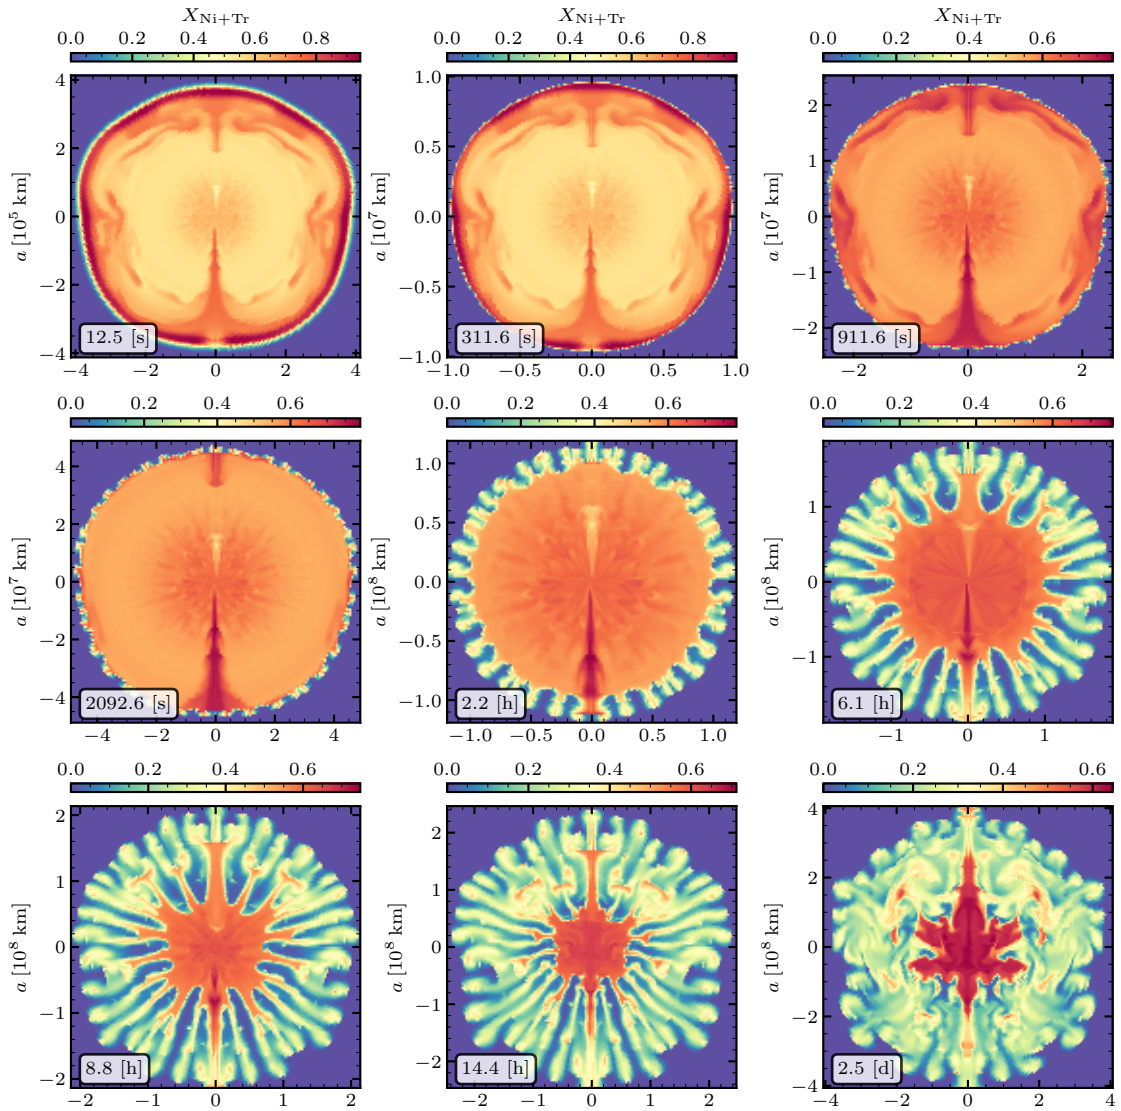 X_Ni+Tr X_Ni+Tr X_Ni+Tr
0.0 0.2 0.4 0.6 0.8 0.0 0.2 0.4 0.6 0.8 0.0 0.2 0.4 0.6
a [10^5 km] 4 2 0 −2 −4
12.5 [s]
−4 −2 0 2 4
a [10^7 km] 1.0 0.5 0.0 −0.5 −1.0
311.6 [s]
−1.0 −0.5 0.0 0.5 1.0
a [10^7 km] 2 1 0 −1 −2
911.6 [s]
−2 0 2
0.0 0.2 0.4 0.6 0.0 0.2 0.4 0.6 0.0 0.2 0.4 0.6
a [10^7 km] 4 2 0 −2 −4
2092.6 [s]
−4 −2 0 2 4
a [10^8 km] 1.0 0.5 0.0 −0.5 −1.0
2.2 [h]
−1.0 −0.5 0.0 0.5 1.0
a [10^8 km] 1 0 −1
6.1 [h]
−1 0 1
0.0 0.2 0.4 0.6 0.0 0.2 0.4 0.6 0.0 0.2 0.4 0.6
a [10^8 km] 2 1 0 −1 −2
8.8 [h]
−2 −1 0 1 2
a [10^8 km] 2 1 0 −1 −2
14.4 [h]
−2 −1 0 1 2
a [10^8 km] 4 2 0 −2 −4
2.5 [d]
−4 −2 0 2 4